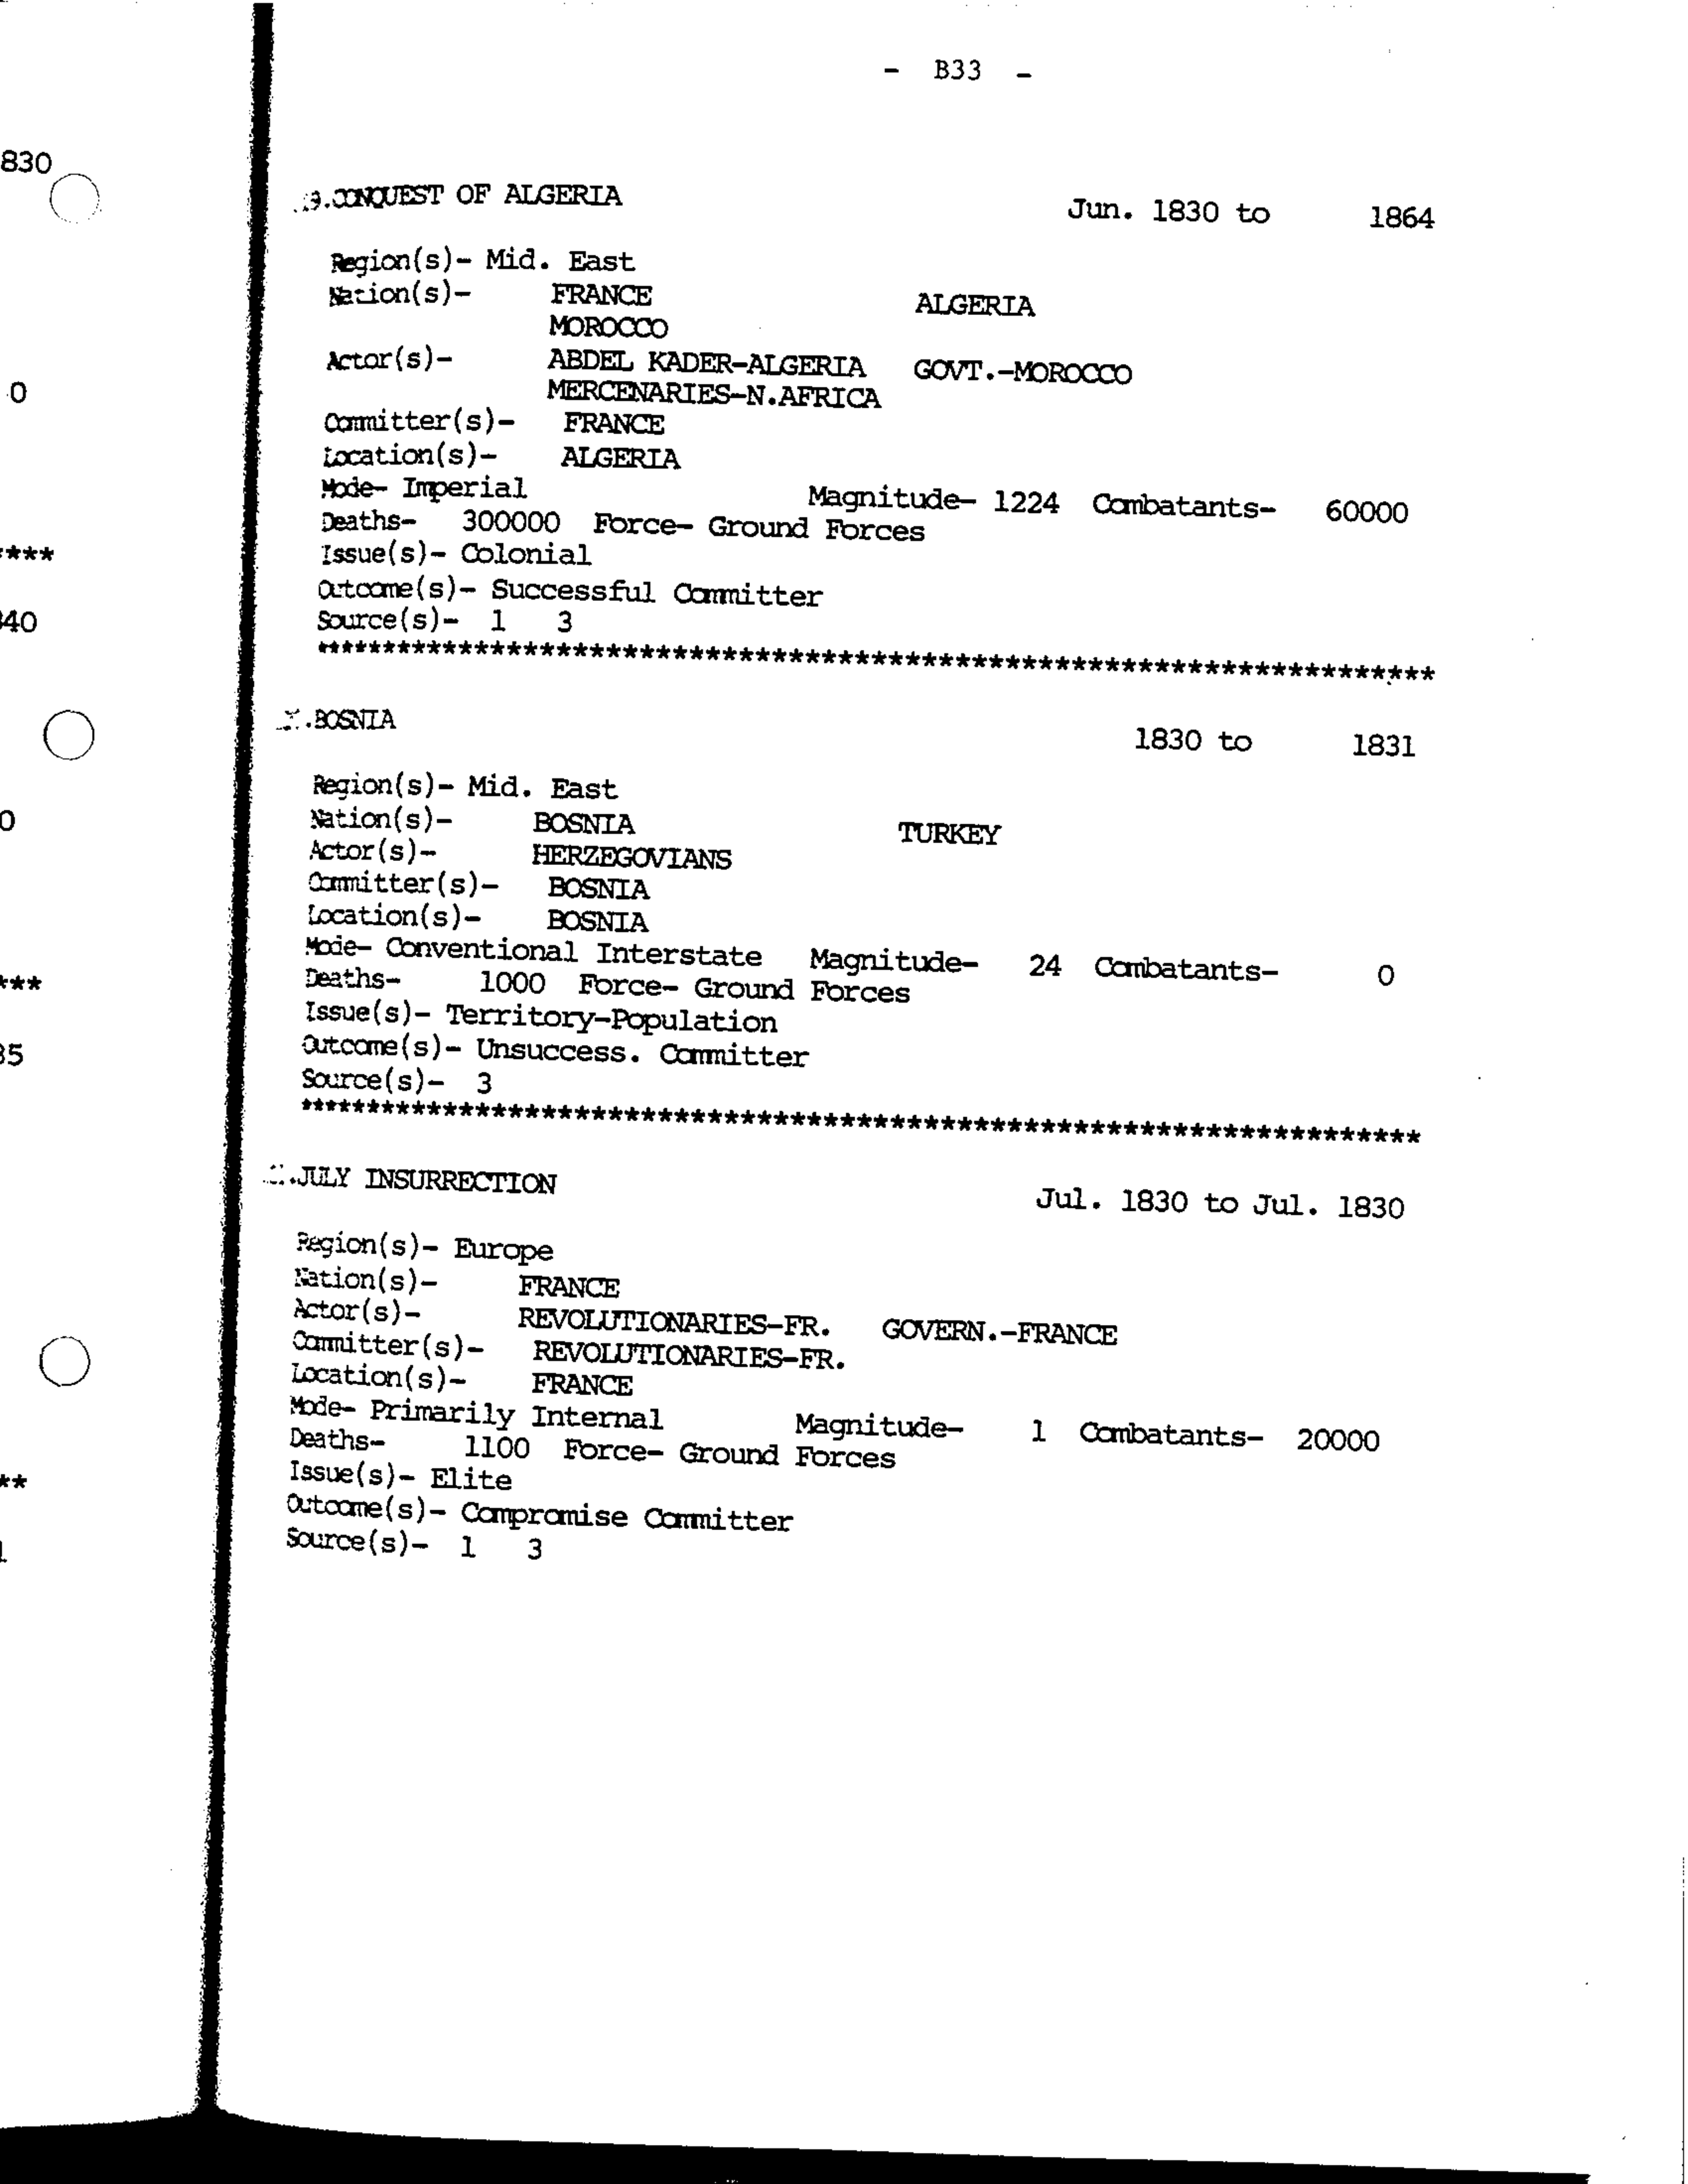 - B33 -
830
9.CONQUEST OF ALGERIA Jun. 1830 to 1864
Region(s)- Mid. East
Nation(s)- FRANCE ALGERIA
MOROCCO
Actor(s)- ABDEL KADER-ALGERIA GOVT.-MOROCCO
0 MERCENARIES-N.AFRICA
Committer(s)- FRANCE
Location(s)- ALGERIA
Mode- Imperial Magnitude- 1224 Combatants- 60000
Deaths- 300000 Force- Ground Forces
**** Issue(s)- Colonial
Outcome(s)- Successful Committer
340 Source(s)- 1 3
**********************************************************************
.BOSNIA 1830 to 1831
Region(s)- Mid. East
0 Nation(s)- BOSNIA TURKEY
Actor(s)- HERZEGOVIANS
Committer(s)- BOSNIA
Location(s)- BOSNIA
Mode- Conventional Interstate Magnitude- 24 Combatants- 0
*** Deaths- 1000 Force- Ground Forces
Issue(s)- Territory-Population
35 Outcome(s)- Unsuccess. Committer
Source(s)- 3
**********************************************************************
.JULY INSURRECTION Jul. 1830 to Jul. 1830
Region(s)- Europe
Nation(s)- FRANCE
Actor(s)- REVOLUTIONARIES-FR. GOVERN.-FRANCE
Committer(s)- REVOLUTIONARIES-FR.
Location(s)- FRANCE
Mode- Primarily Internal Magnitude- 1 Combatants- 20000
Deaths- 1100 Force- Ground Forces
** Issue(s)- Elite
Outcome(s)- Compromise Committer
1 Source(s)- 1 3